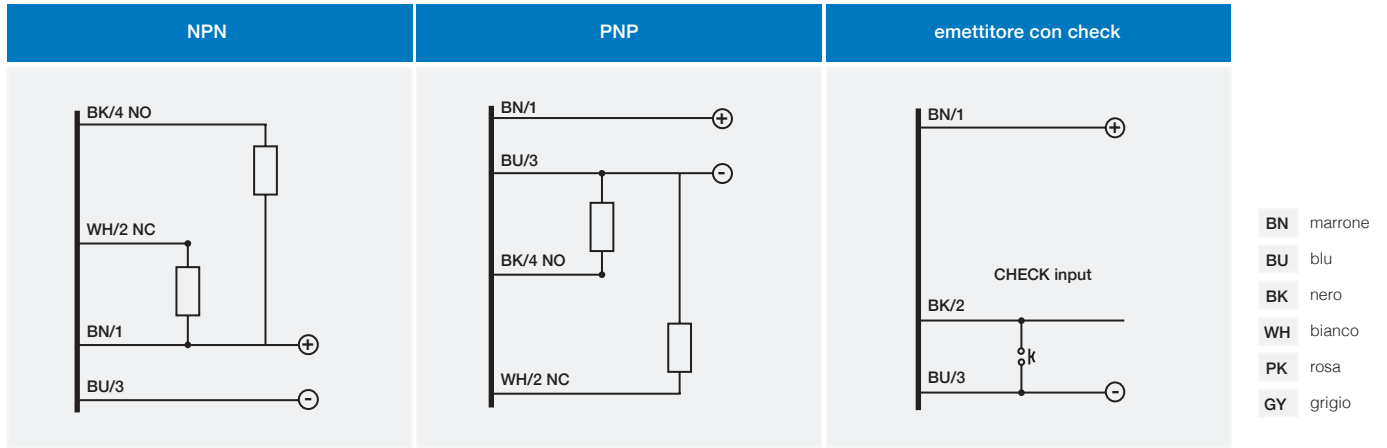 NPN
PNP
emettitore con check
BK/4 NO
WH/2 NC
BN/1
+
BU/3
-
BN/1
+
BU/3
-
BK/4 NO
WH/2 NC
BN/1
+
CHECK input
BK/2
BU/3
-
BN marrone
BU blu
BK nero
WH bianco
PK rosa
GY grigio